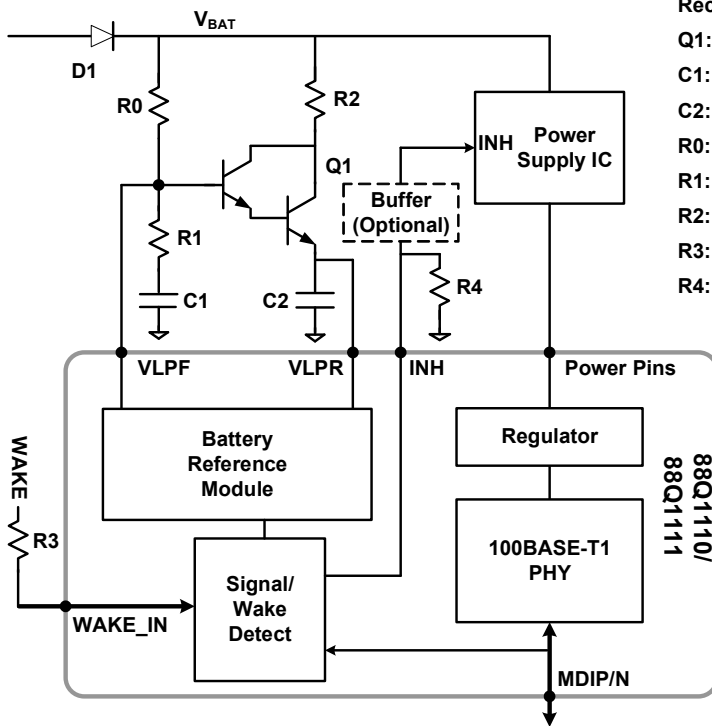 V_BAT
D1
R0
R2
Q1
R1
C1
C2
R4
INH
Power
Supply IC
Buffer
(Optional)
VLPF
VLPR
INH
Power Pins
Battery
Reference
Module
Regulator
88Q1110/
88Q1111
WAKE
R3
WAKE_IN
Signal/
Wake
Detect
100BASE-T1
PHY
MDIP/N
Q1:
C1:
C2:
R0:
R1:
R2:
R3:
R4: